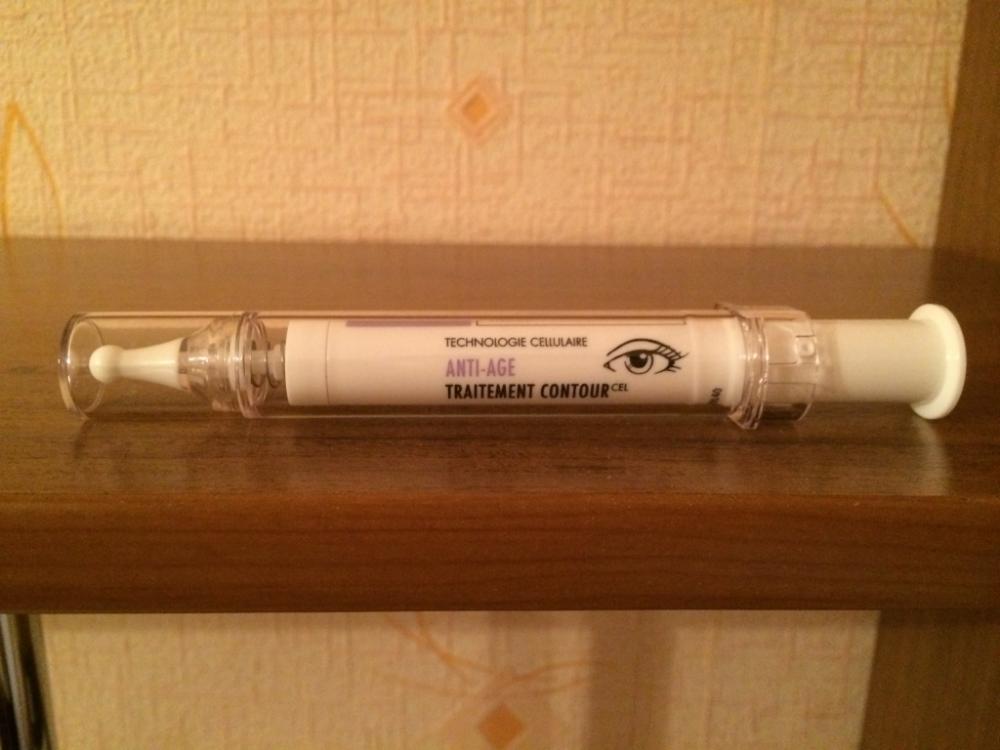 TECHNOLOGIE CELLULAIRE
ANTI-AGE
TRAITEMENT CONTOUR CEL